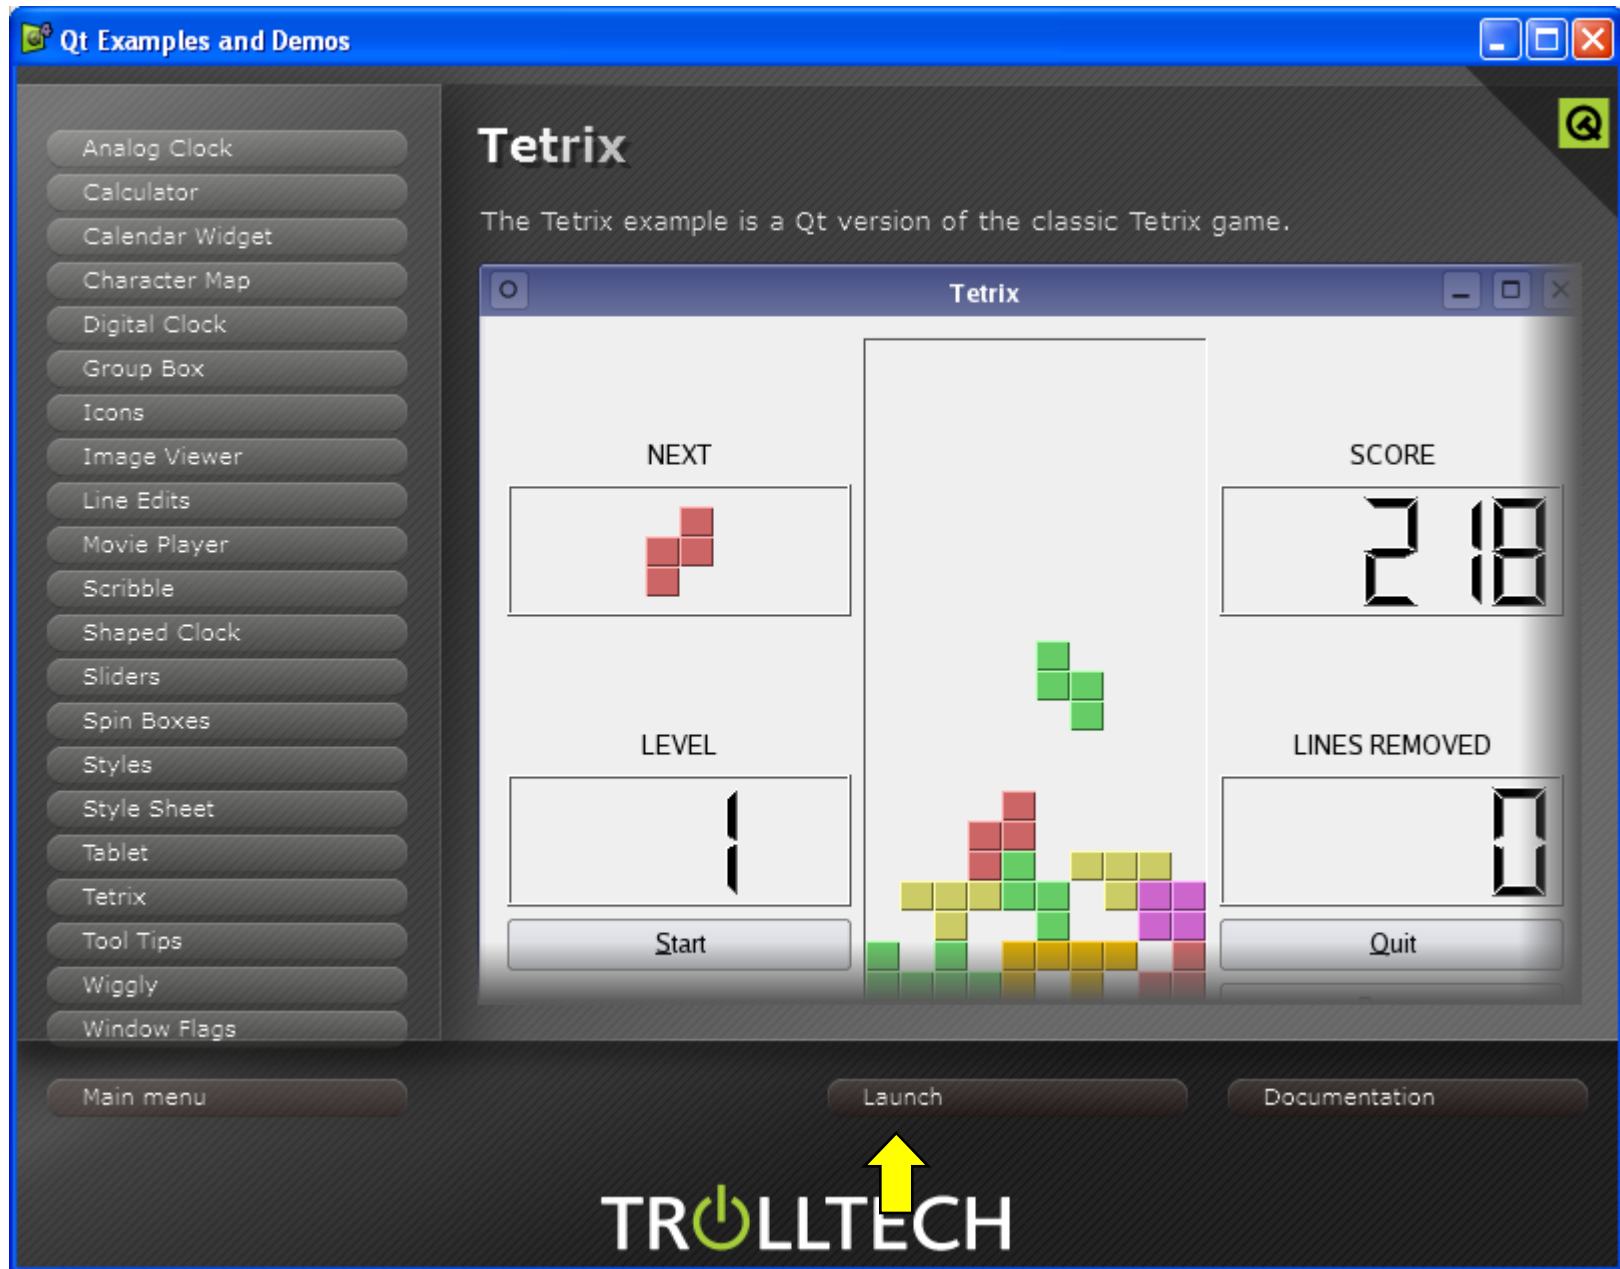 Qt Examples and Demos
Analog Clock
Calculator
Calendar Widget
Character Map
Digital Clock
Group Box
Icons
Image Viewer
Line Edits
Movie Player
Scribble
Shaped Clock
Sliders
Spin Boxes
Styles
Style Sheet
Tablet
Tetrix
Tool Tips
Wiggly
Window Flags
Tetrix
The Tetrix example is a Qt version of the classic Tetrix game.
Tetrix
NEXT
SCORE
218
LEVEL
LINES REMOVED
1
0
Start
Quit
Main menu
Launch
Documentation
TROLLTECH